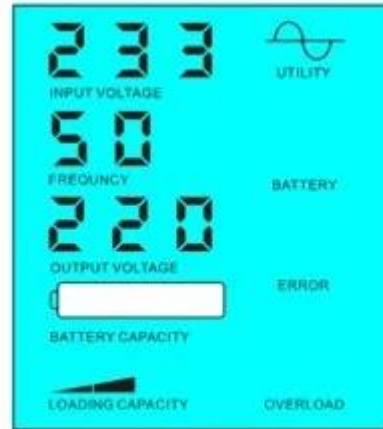 233
UTILITY
INPUT VOLTAGE
50
FREQUNCY
BATTERY
220
OUTPUT VOLTAGE
ERROR
BATTERY CAPACITY
LOADING CAPACITY
OVERLOAD